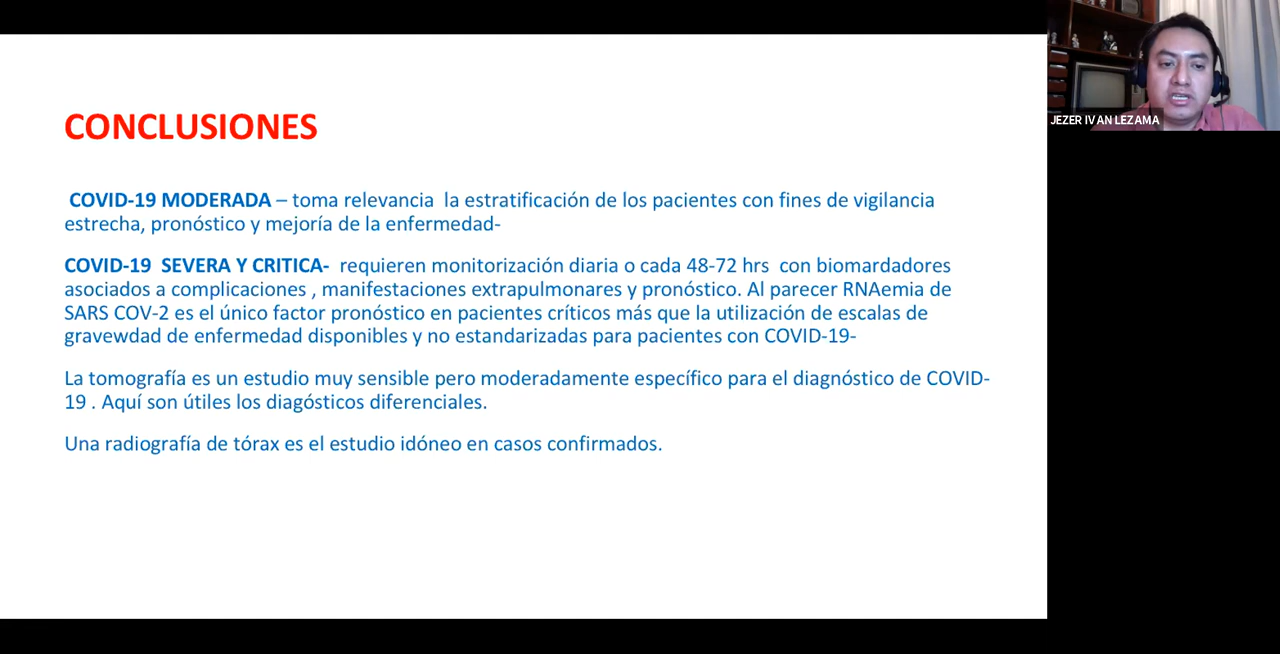 CONCLUSIONES
COVID-19 MODERADA – toma relevancia la estratificación de los pacientes con fines de vigilancia
estrecha, pronóstico y mejoría de la enfermedad-
COVID-19 SEVERA Y CRITICA- requieren monitorización diaria o cada 48-72 hrs con biomardadores
asociados a complicaciones , manifestaciones extrapulmonares y pronóstico. Al parecer RNAemia de
SARS COV-2 es el único factor pronóstico en pacientes críticos más que la utilización de escalas de
gravewdad de enfermedad disponibles y no estandarizadas para pacientes con COVID-19-
La tomografía es un estudio muy sensible pero moderadamente específico para el diagnóstico de COVID-
19 . Aquí son útiles los diagósticos diferenciales.
Una radiografía de tórax es el estudio idóneo en casos confirmados.
JEZER IVAN LEZAMA